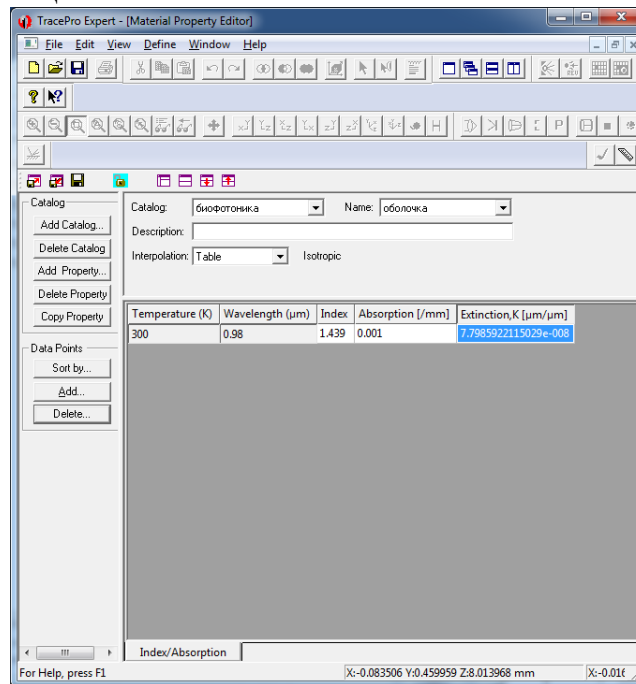 TracePro Expert - [Material Property Editor]
File Edit View Define Window Help
Catalog
Add Catalog...
Delete Catalog
Add Property...
Delete Property
Copy Property
Data Points
Sort by...
Add...
Delete...
Catalog: биофотоника Name: оболочка
Description:
Interpolation: Table Isotropic
Temperature (K) Wavelength (µm) Index Absorption [/mm] Extinction,K [µm/µm]
300 0.98 1.439 0.001 7.7985922115029e-008
Index/Absorption
For Help, press F1 X:-0.083506 Y:0.459959 Z:8.013968 mm X:-0.016